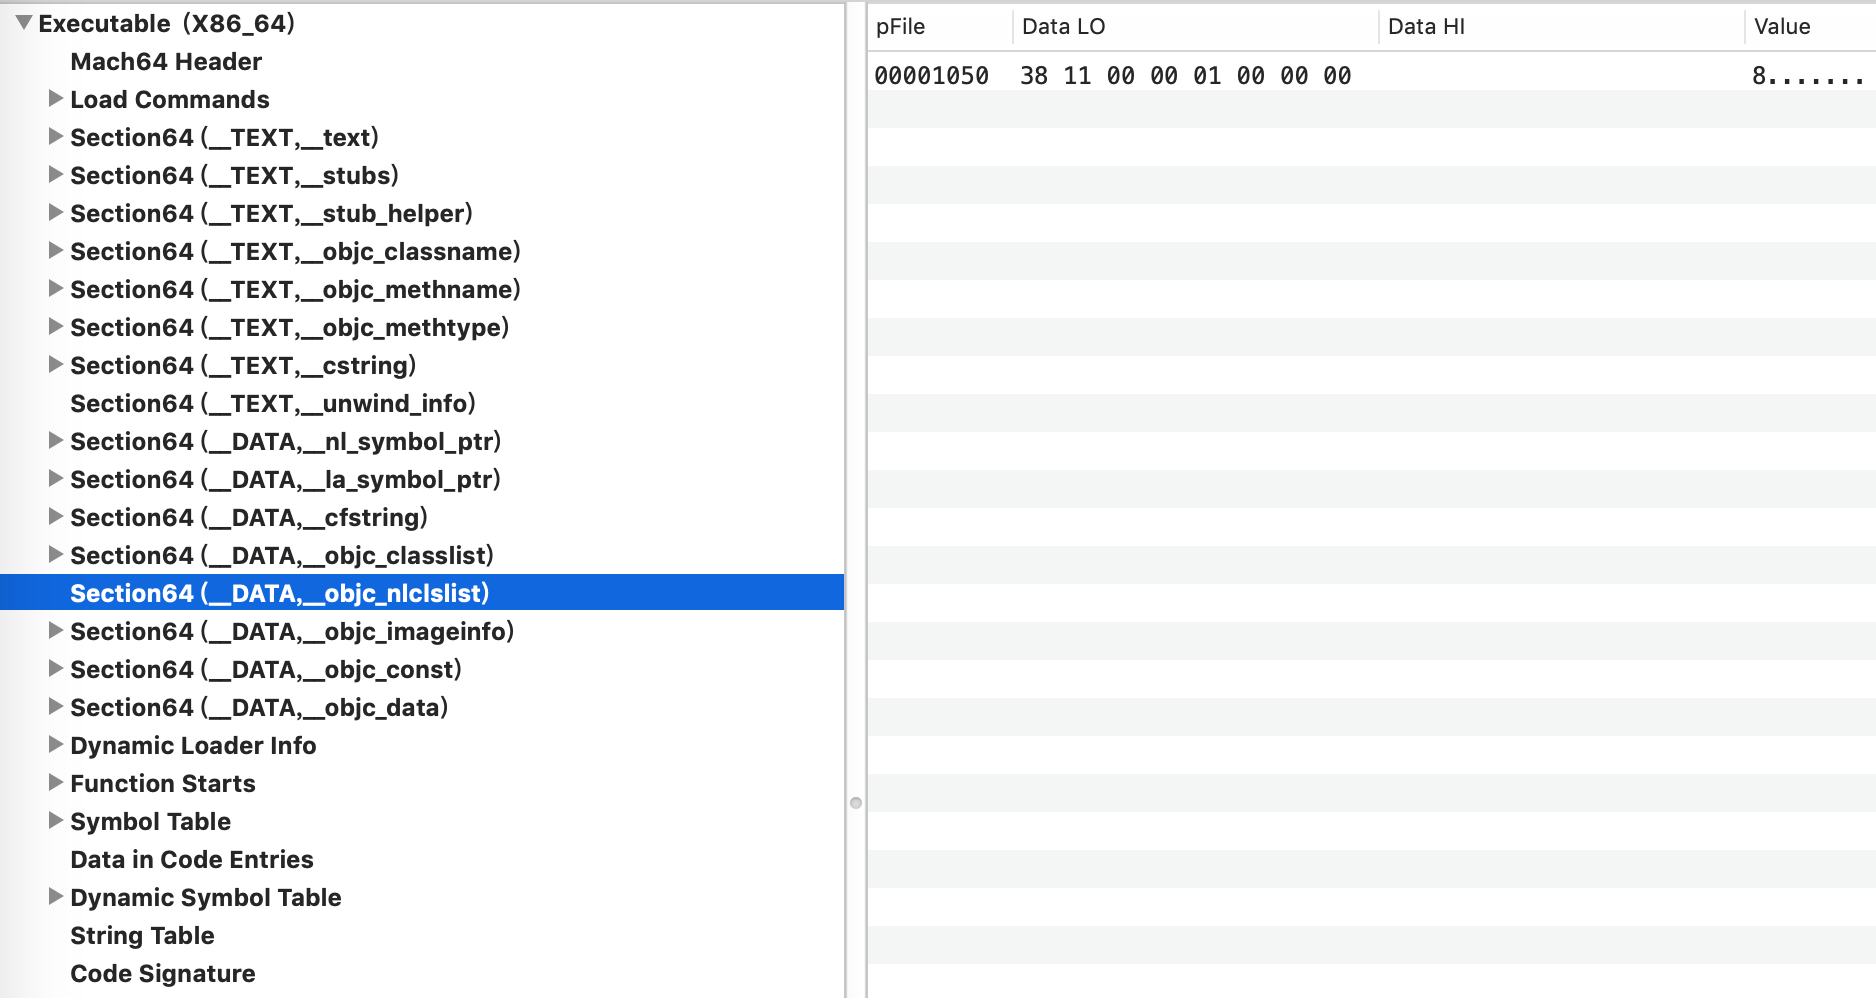 Executable (X86_64)
Mach64 Header
Load Commands
Section64 (__TEXT,__text)
Section64 (__TEXT,__stubs)
Section64 (__TEXT,__stub_helper)
Section64 (__TEXT,__objc_classname)
Section64 (__TEXT,__objc_methname)
Section64 (__TEXT,__objc_methtype)
Section64 (__TEXT,__cstring)
Section64 (__TEXT,__unwind_info)
Section64 (__DATA,__nl_symbol_ptr)
Section64 (__DATA,__la_symbol_ptr)
Section64 (__DATA,__cfstring)
Section64 (__DATA,__objc_classlist)
Section64 (__DATA,__objc_nlclslist)
Section64 (__DATA,__objc_imageinfo)
Section64 (__DATA,__objc_const)
Section64 (__DATA,__objc_data)
Dynamic Loader Info
Function Starts
Symbol Table
Data in Code Entries
Dynamic Symbol Table
String Table
Code Signature
pFile Data LO Data HI Value
00001050 38 11 00 00 01 00 00 00 8.......